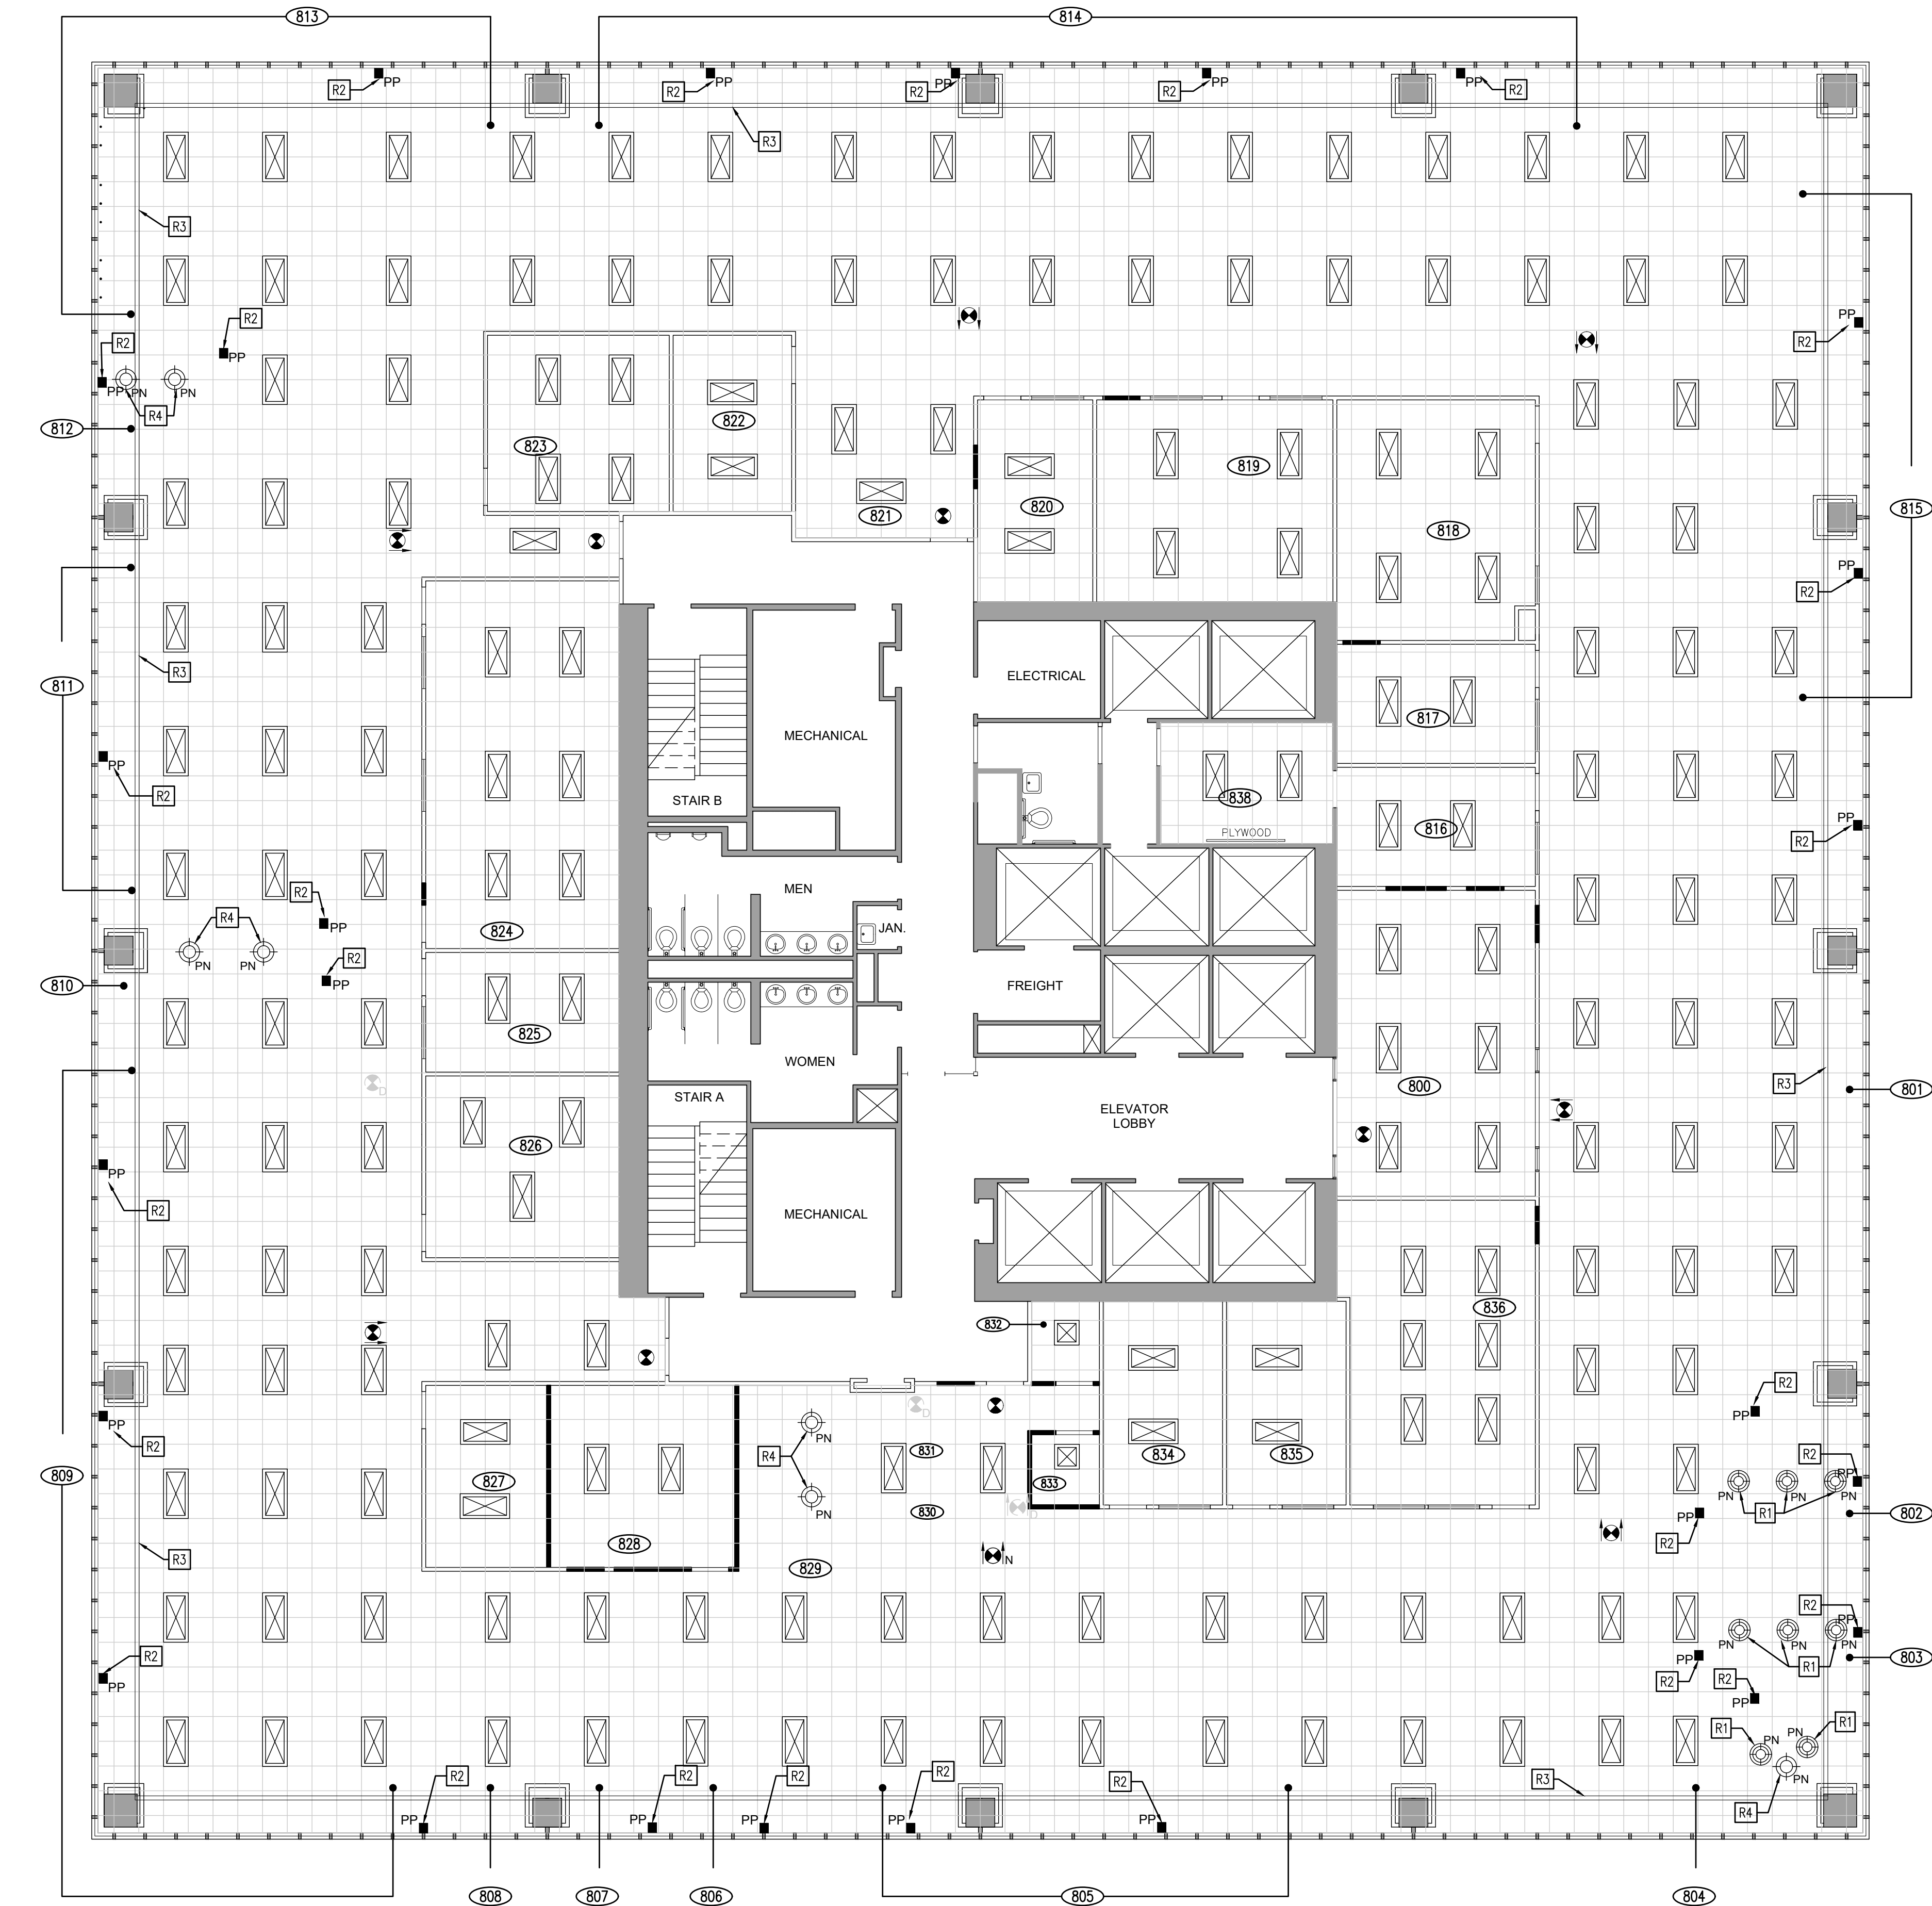 813
814
R2
PP
R2
PP
R2
PP
R2
PP
PP
R2
R3
R3
R2
R2
PP
PP
PN
PN
R4
PP
R2
812
822
823
819
820
821
818
815
PP
R2
811
R3
ELECTRICAL
817
MECHANICAL
PP
R2
STAIR B
838
PLYWOOD
816
PP
R2
MEN
R2
R4
PP
824
JAN.
R2
PN
PN
PP
810
FREIGHT
825
WOMEN
D
STAIR A
800
R3
801
ELEVATOR
LOBBY
826
PP
R2
MECHANICAL
836
832
R2
PP
PP
R2
D
PN
831
R4
834
835
R2
PP
809
827
833
PN
PN
PN
PN
R1
830
D
PP
802
828
R2
R3
N
829
R2
PP
PN
PN
PN
R2
PP
R1
803
R2
R2
PP
PP
R1
PN
PN
R1
R2
R2
R2
R2
R2
R3
PN
R4
PP
PP
PP
PP
PP
808
807
806
805
804